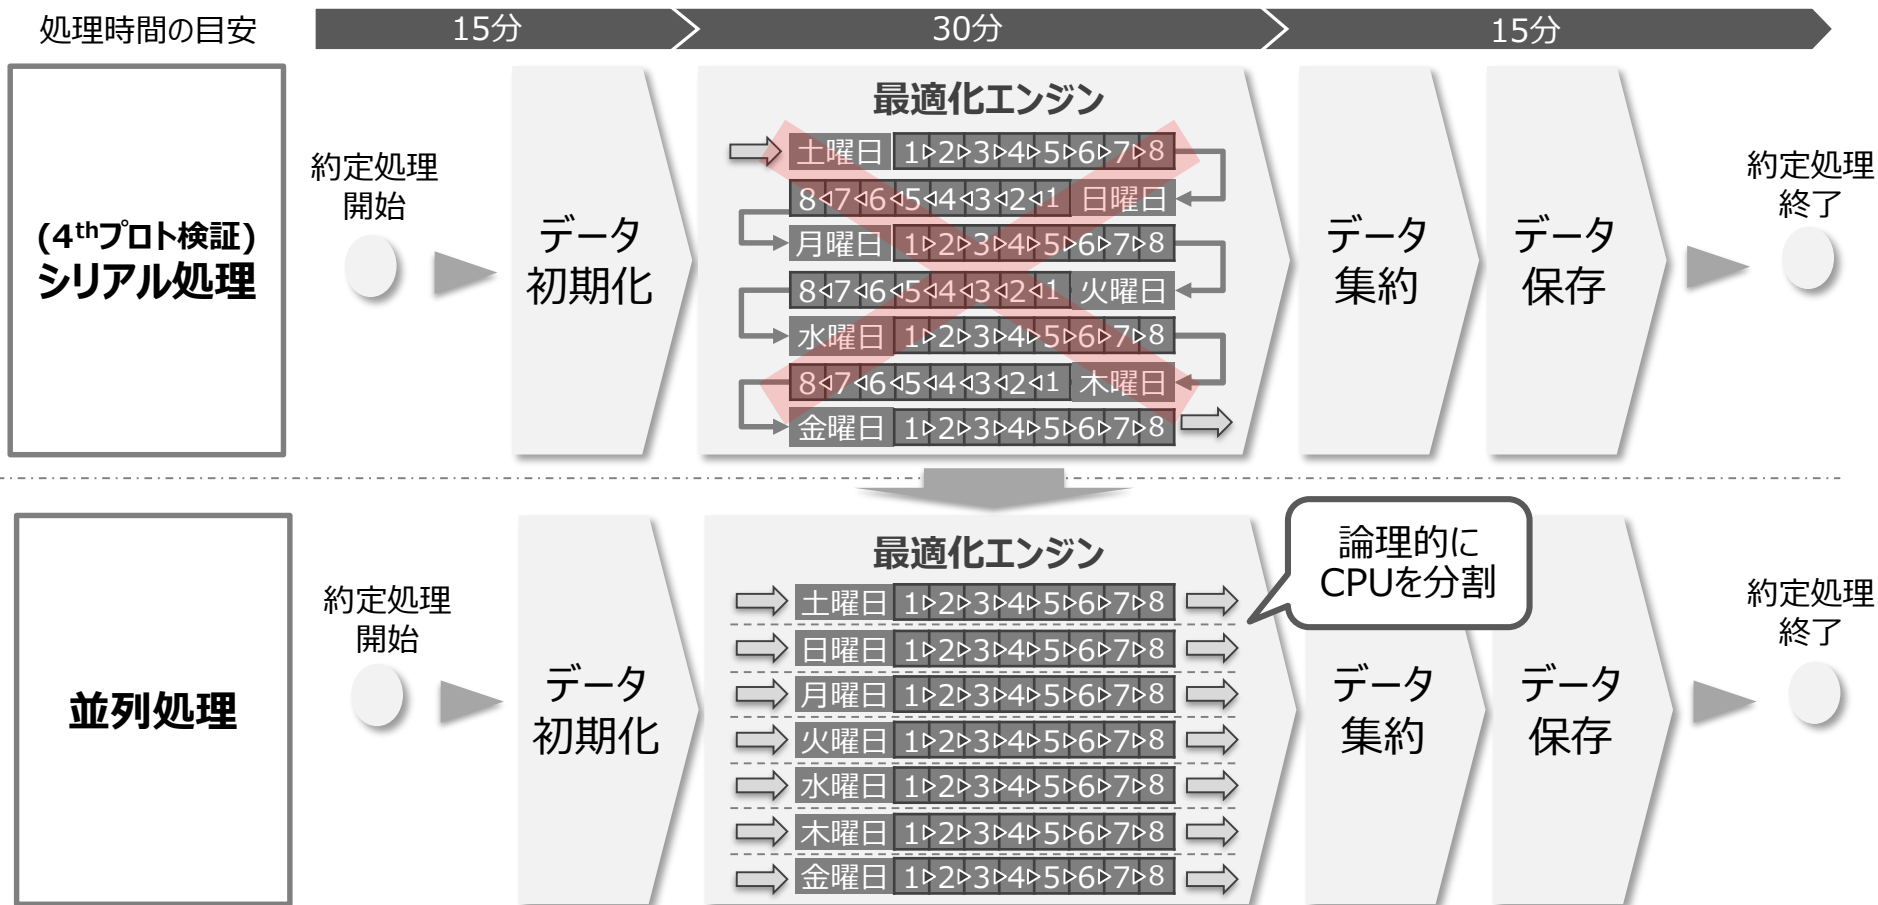 処理時間の目安
15分
30分
15分
(4thプロト検証)
シリアル処理
約定処理
開始
データ
初期化
最適化エンジン
土曜日 1▷2▷3▷4▷5▷6▷7▷8
8◁7◁6◁5◁4◁3◁2◁1 日曜日
月曜日 1▷2▷3▷4▷5▷6▷7▷8
8◁7◁6◁5◁4◁3◁2◁1 火曜日
水曜日 1▷2▷3▷4▷5▷6▷7▷8
8◁7◁6◁5◁4◁3◁2◁1 木曜日
金曜日 1▷2▷3▷4▷5▷6▷7▷8
データ
集約
データ
保存
約定処理
終了
並列処理
約定処理
開始
データ
初期化
最適化エンジン
土曜日 1▷2▷3▷4▷5▷6▷7▷8
日曜日 1▷2▷3▷4▷5▷6▷7▷8
月曜日 1▷2▷3▷4▷5▷6▷7▷8
火曜日 1▷2▷3▷4▷5▷6▷7▷8
水曜日 1▷2▷3▷4▷5▷6▷7▷8
木曜日 1▷2▷3▷4▷5▷6▷7▷8
金曜日 1▷2▷3▷4▷5▷6▷7▷8
論理的に
CPUを分割
データ
集約
データ
保存
約定処理
終了